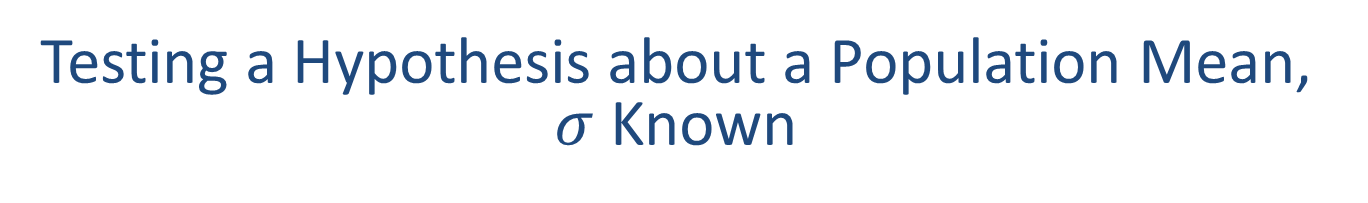 Testing a Hypothesis about a Population Mean,
𝜎 Known